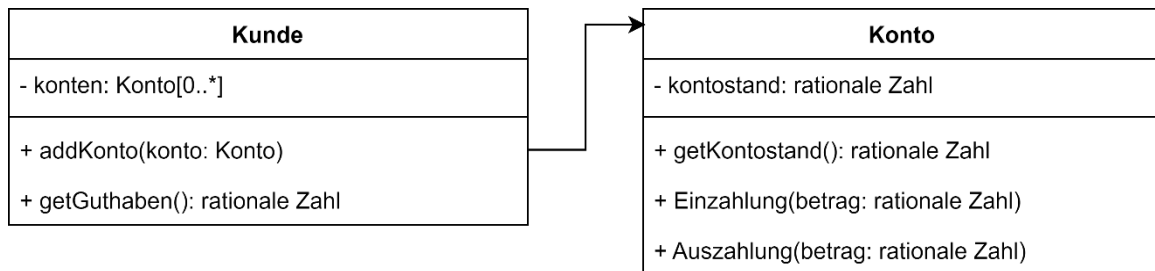 Kunde
- konten: Konto[0..*]
+ addKonto(konto: Konto)
+ getGuthaben(): rationale Zahl
Konto
- kontostand: rationale Zahl
+ getKontostand(): rationale Zahl
+ Einzahlung(betrag: rationale Zahl)
+ Auszahlung(betrag: rationale Zahl)